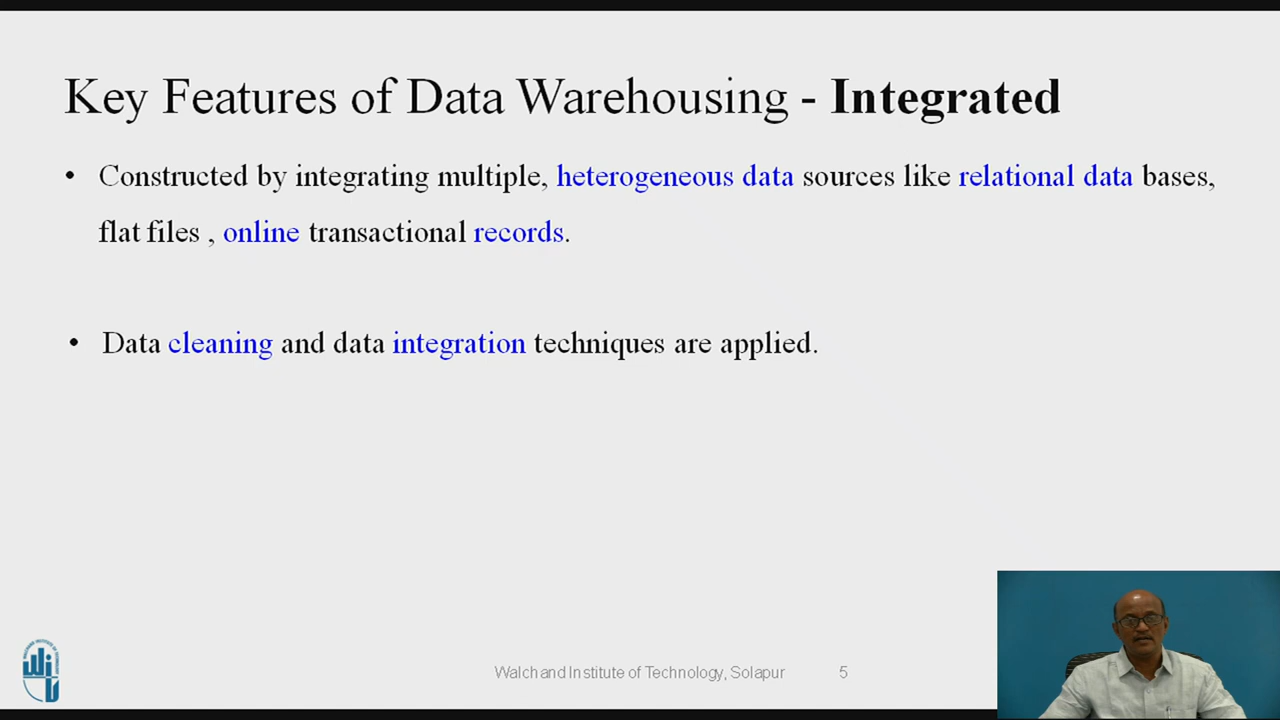 Key Features of Data Warehousing - Integrated
• Constructed by integrating multiple, heterogeneous data sources like relational data bases,
flat files , online transactional records.
• Data cleaning and data integration techniques are applied.
Walchand Institute of Technology, Solapur 5